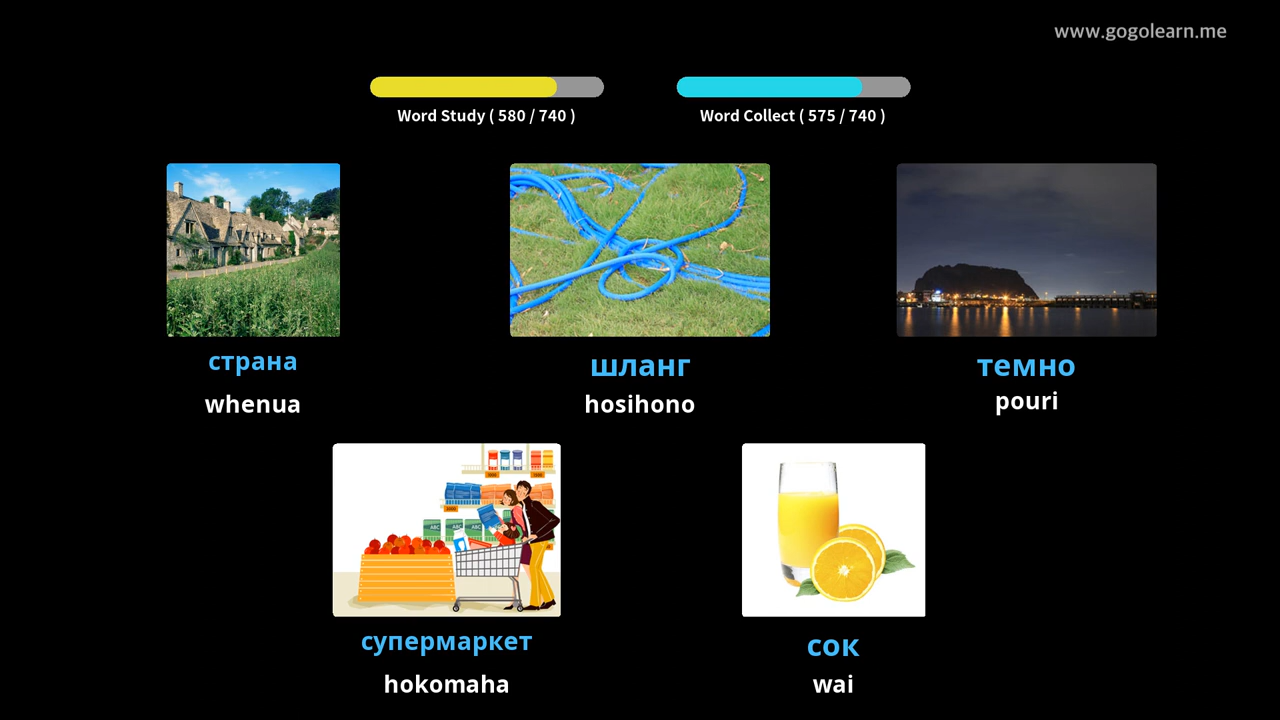 www.gogolearn.me
Word Study ( 580 / 740 )
Word Collect ( 575 / 740 )
страна
whenua
шланг
hosihono
темно
pouri
супермаркет
hokomaha
сок
wai